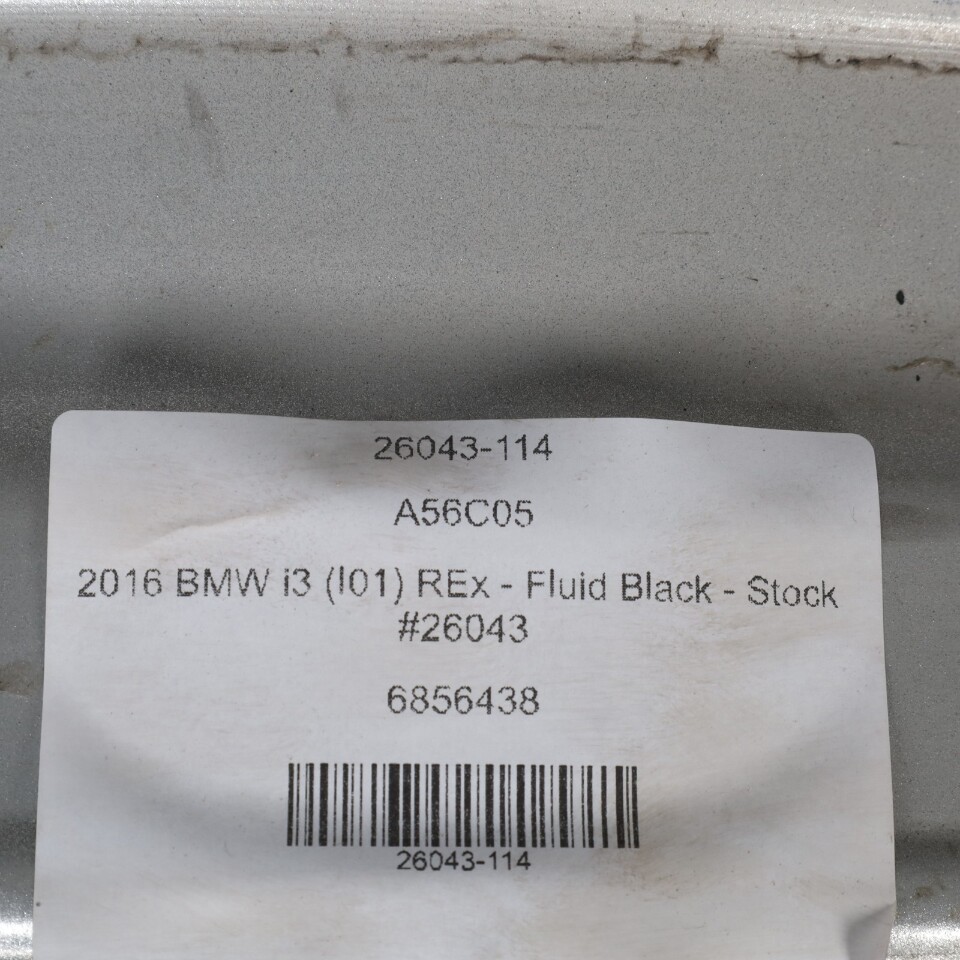 26043-114
A56C05
2016 BMW i3 (I01) REx - Fluid Black - Stock
#26043
6856438
26043-114